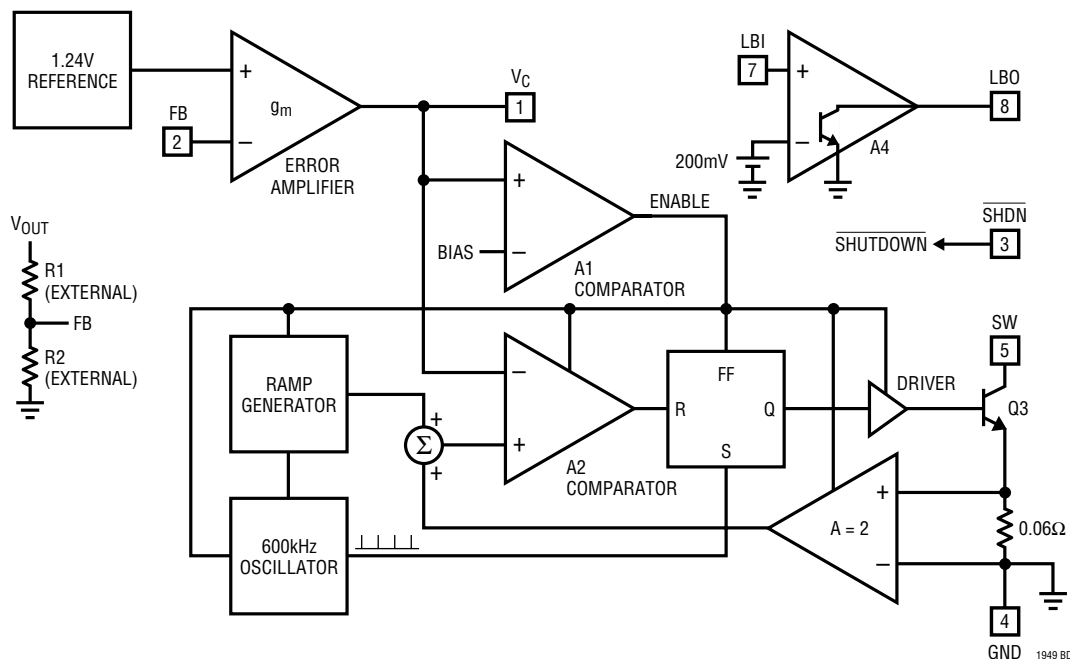 1.24V
REFERENCE
+
gm
−
FB
2
ERROR
AMPLIFIER
VC
1
LBI
7
+
−
200mV
A4
LBO
8
SHDN
3
SHUTDOWN
+
−
BIAS
ENABLE
A1
COMPARATOR
VOUT
R1
(EXTERNAL)
FB
R2
(EXTERNAL)
RAMP
GENERATOR
+
Σ
+
−
+
A2
COMPARATOR
FF
R
Q
S
DRIVER
SW
5
Q3
600kHz
OSCILLATOR
A = 2
+
−
0.06Ω
4
GND
1949 BD